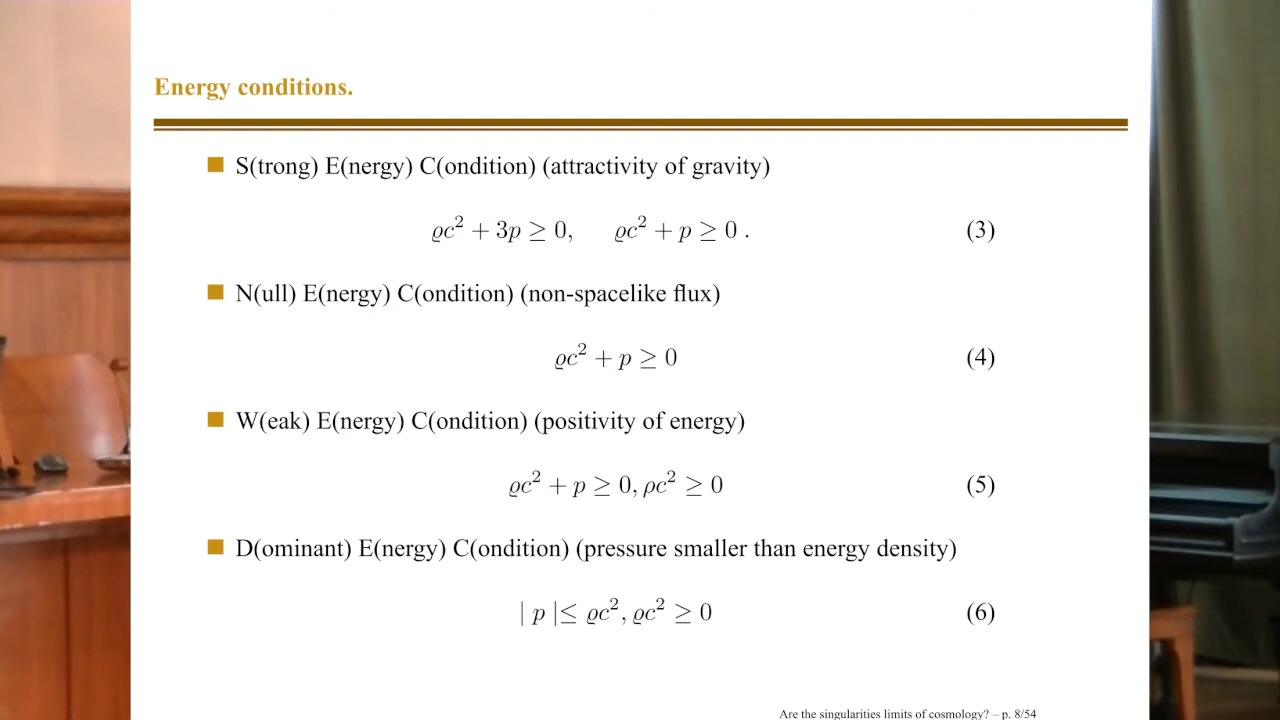 Energy conditions.
S(trong) E(nergy) C(ondition) (attractivity of gravity)
ϱc² + 3p ≥ 0, ϱc² + p ≥ 0 . (3)
N(ull) E(nergy) C(ondition) (non-spacelike flux)
ϱc² + p ≥ 0 (4)
W(eak) E(nergy) C(ondition) (positivity of energy)
ϱc² + p ≥ 0, ρc² ≥ 0 (5)
D(ominant) E(nergy) C(ondition) (pressure smaller than energy density)
| p |≤ ϱc², ϱc² ≥ 0 (6)
Are the singularities limits of cosmology? – p. 8/54